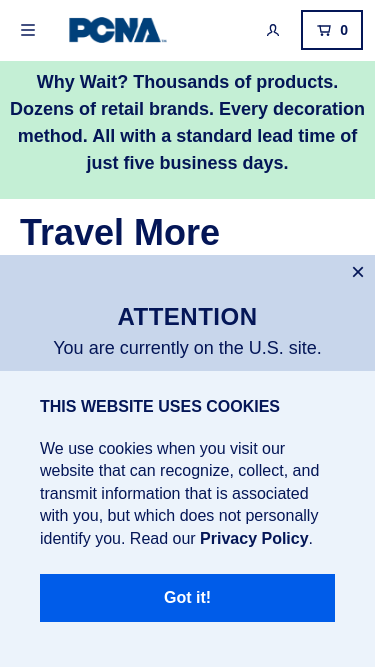 PCNA
0
Why Wait? Thousands of products.
Dozens of retail brands. Every decoration
method. All with a standard lead time of
just five business days.
Travel More
ATTENTION
You are currently on the U.S. site.
THIS WEBSITE USES COOKIES
We use cookies when you visit our
website that can recognize, collect, and
transmit information that is associated
with you, but which does not personally
identify you. Read our Privacy Policy.
Got it!